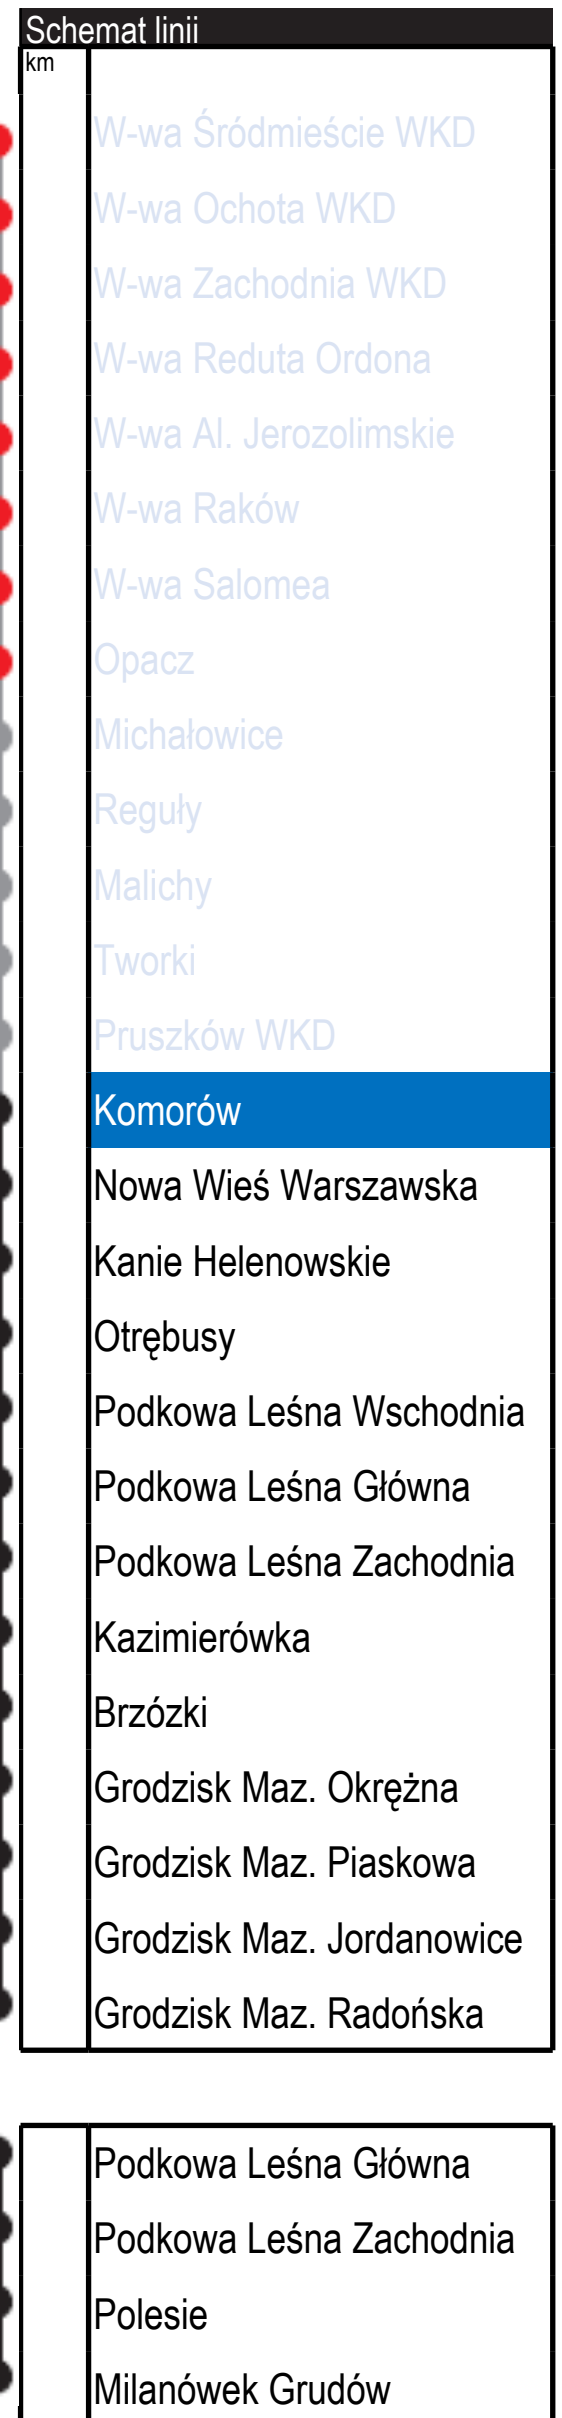 Schemat linii
km
W-wa Śródmieście WKD
W-wa Ochota WKD
W-wa Zachodnia WKD
W-wa Reduta Ordona
W-wa Al. Jerozolimskie
W-wa Raków
W-wa Salomea
Opacz
Michałowice
Reguły
Malichy
Tworki
Pruszków WKD
Komorów
Nowa Wieś Warszawska
Kanie Helenowskie
Otrębusy
Podkowa Leśna Wschodnia
Podkowa Leśna Główna
Podkowa Leśna Zachodnia
Kazimierówka
Brzózki
Grodzisk Maz. Okrężna
Grodzisk Maz. Piaskowa
Grodzisk Maz. Jordanowice
Grodzisk Maz. Radońska
Podkowa Leśna Główna
Podkowa Leśna Zachodnia
Polesie
Milanówek Grudów